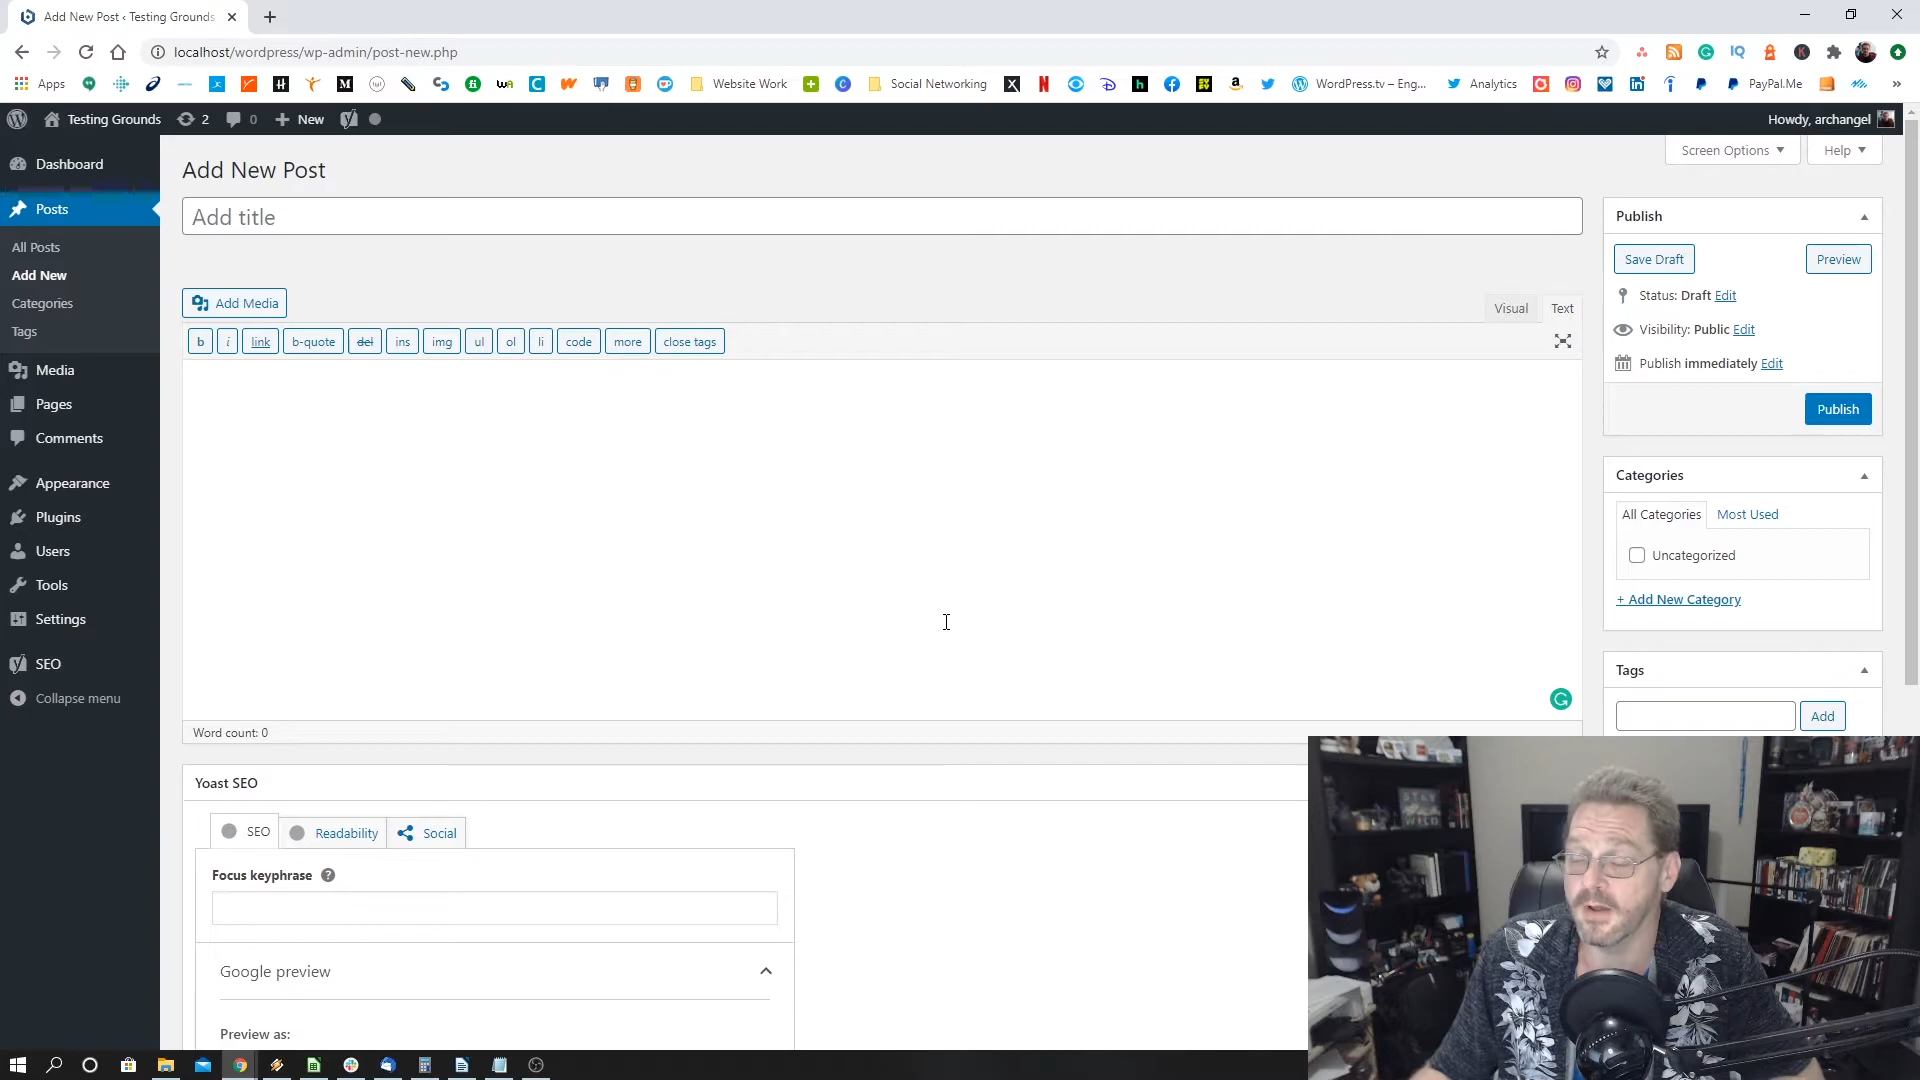 Add New Post ‹ Testing Grounds
localhost/wordpress/wp-admin/post-new.php
Apps
Website Work
Social Networking
WordPress.tv – Eng...
Analytics
PayPal.Me
Testing Grounds
2
0
New
Howdy, archangel
Dashboard
Posts
All Posts
Add New
Categories
Tags
Media
Pages
Comments
Appearance
Plugins
Users
Tools
Settings
SEO
Collapse menu
Screen Options
Help
Add New Post
Add title
Add Media
Visual
Text
b
i
link
b-quote
del
ins
img
ul
ol
li
code
more
close tags
Word count: 0
Yoast SEO
SEO
Readability
Social
Focus keyphrase
Google preview
Preview as:
Publish
Save Draft
Preview
Status: Draft Edit
Visibility: Public Edit
Publish immediately Edit
Publish
Categories
All Categories
Most Used
Uncategorized
+ Add New Category
Tags
Add